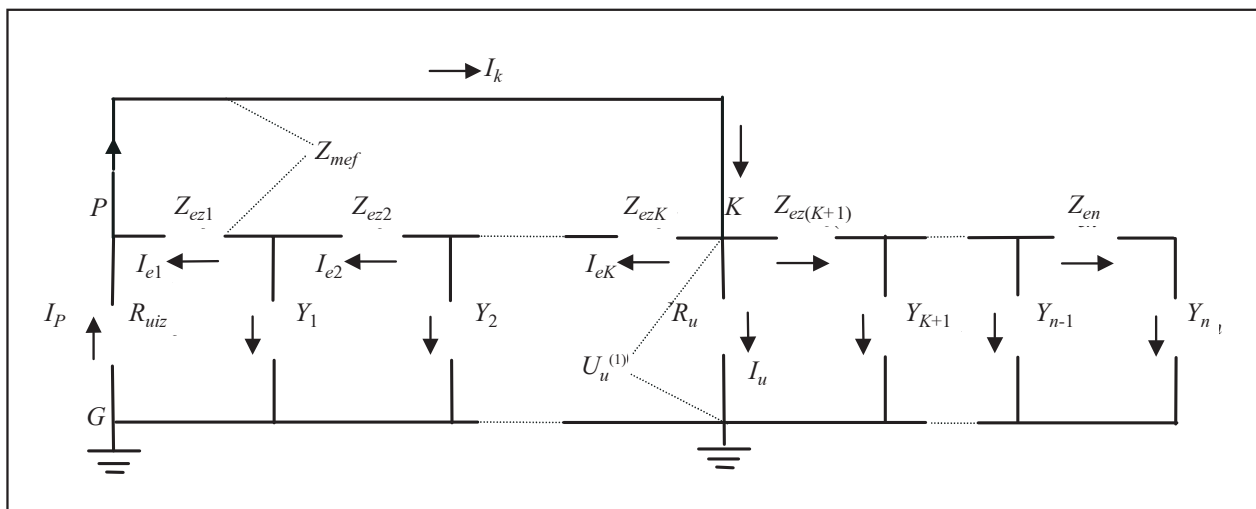 I_k
Z_mef
P Z_ez1 Z_ez2 Z_ezK K Z_ez(K+1) Z_en
I_e1 I_e2 I_eK
I_P R_uiz Y_1 Y_2 R_u Y_K+1 Y_n-1 Y_n
U_u^(1) I_u
G